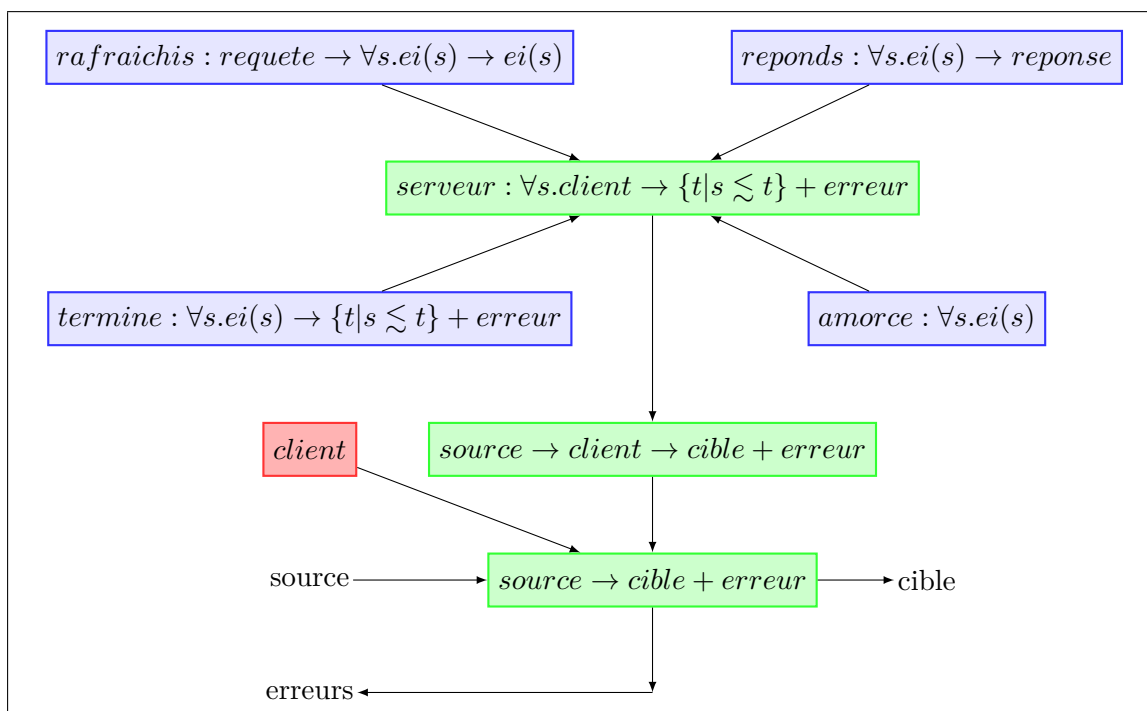 rafraichis : requete → ∀s.ei(s) → ei(s)
reponds : ∀s.ei(s) → reponse
serveur : ∀s.client → {t|s ≲ t} + erreur
termine : ∀s.ei(s) → {t|s ≲ t} + erreur
amorce : ∀s.ei(s)
client
source → client → cible + erreur
source
source → cible + erreur
cible
erreurs